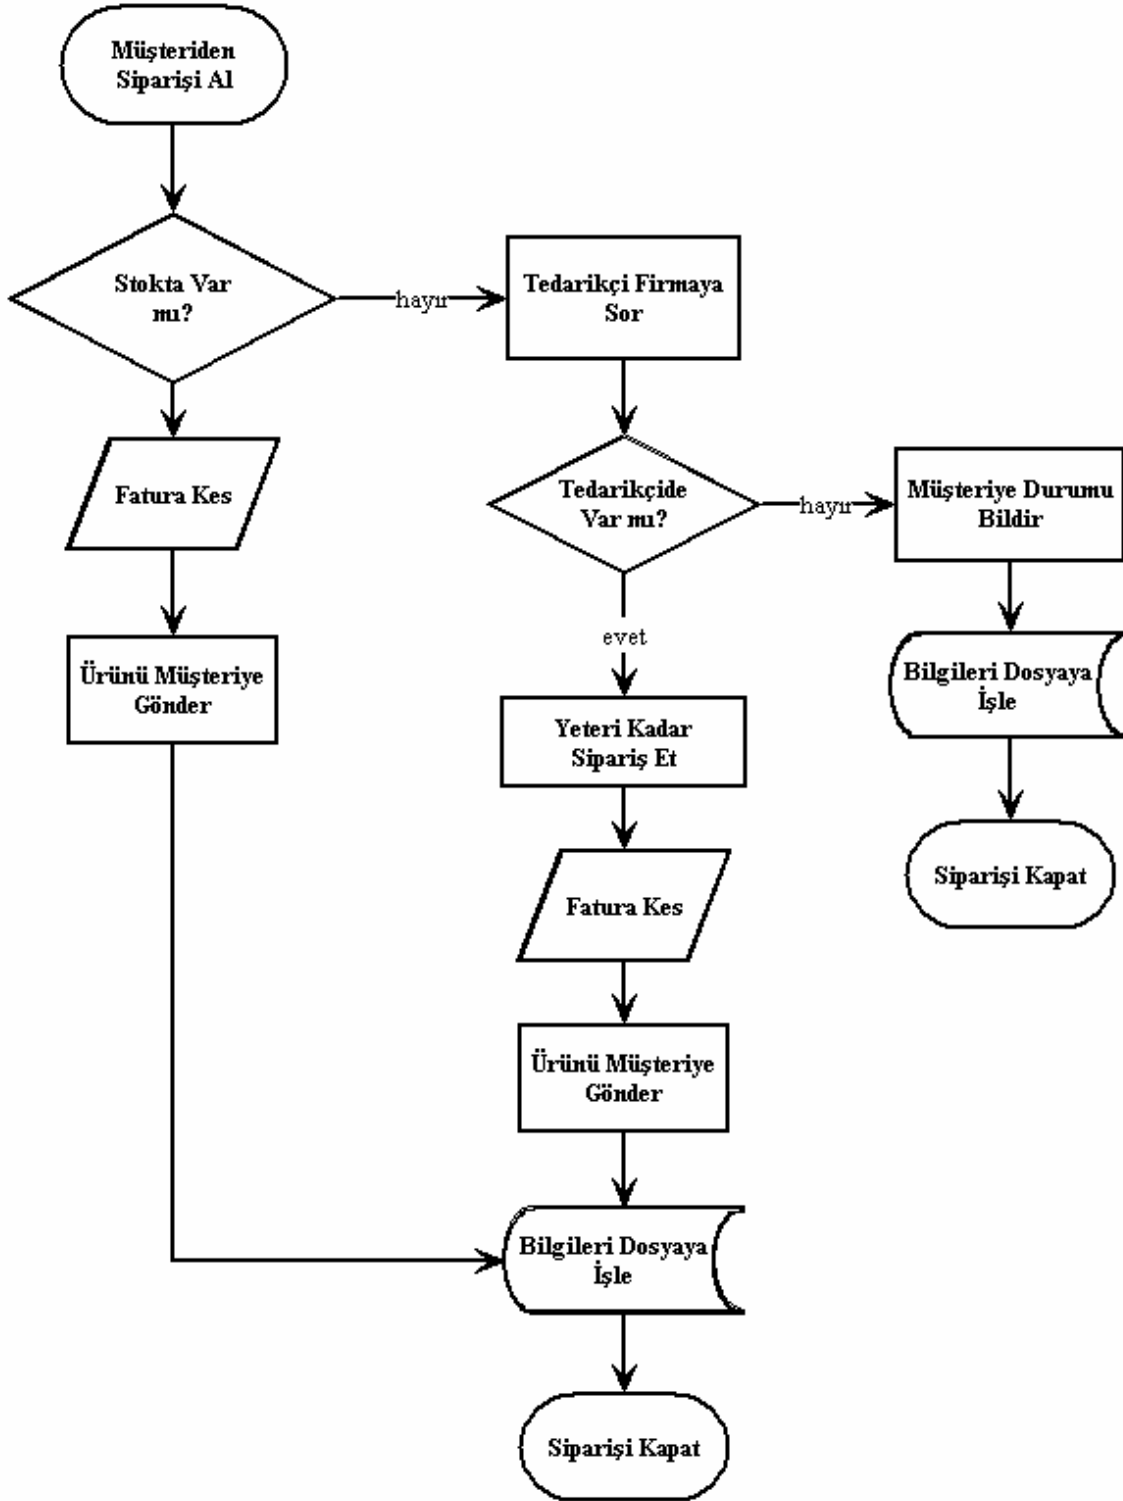 Müşteriden
Siparişi Al
Stokta Var
mı?
hayır
Tedarikçi Firmaya
Sor
Fatura Kes
Tedarikçide
Var mı?
hayır
Müşteriye Durumu
Bildir
evet
Ürünü Müşteriye
Gönder
Bilgileri Dosyaya
İşle
Yeteri Kadar
Sipariş Et
Siparişi Kapat
Fatura Kes
Ürünü Müşteriye
Gönder
Bilgileri Dosyaya
İşle
Siparişi Kapat